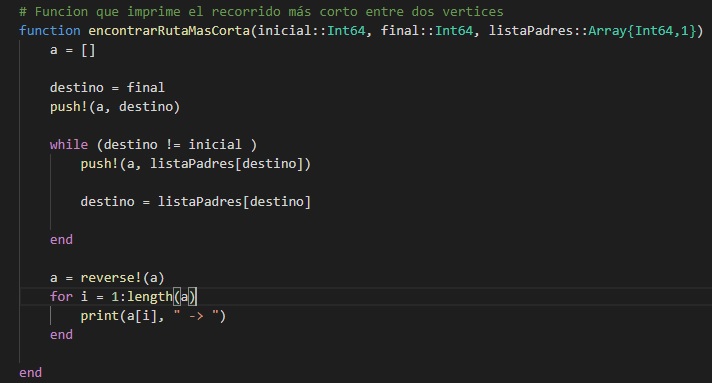 # Funcion que imprime el recorrido más corto entre dos vertices
function encontrarRutaMasCorta(inicial::Int64, final::Int64, listaPadres::Array{Int64,1})
    a = []
    destino = final
    push!(a, destino)
    while (destino != inicial )
        push!(a, listaPadres[destino])
        destino = listaPadres[destino]
    end
    a = reverse!(a)
    for i = 1:length(a)
        print(a[i], " -> ")
    end
end